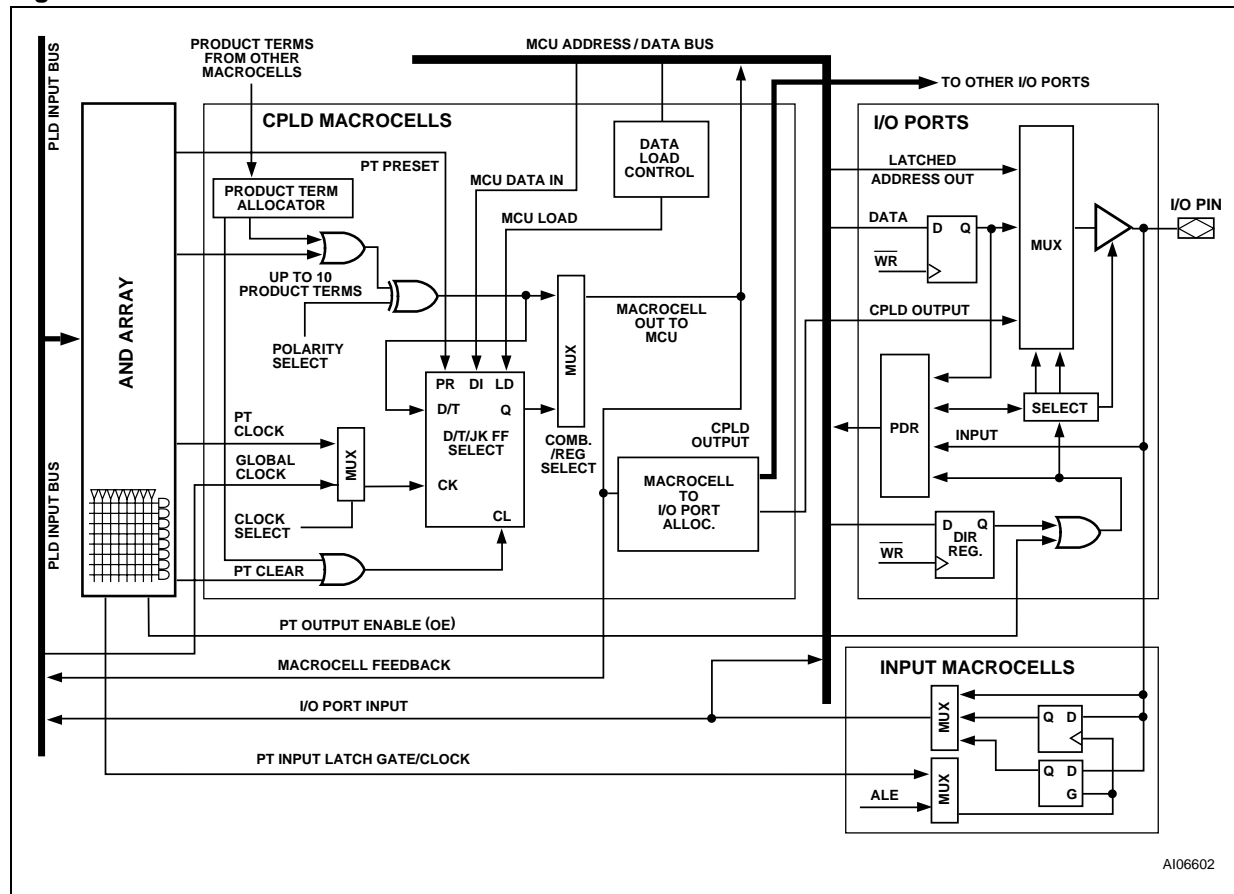 PRODUCT TERMS
FROM OTHER
MACROCELLS
MCU ADDRESS / DATA BUS
TO OTHER I/O PORTS
PLD INPUT BUS
PLD INPUT BUS
AND ARRAY
CPLD MACROCELLS
PT PRESET
PRODUCT TERM
ALLOCATOR
MCU DATA IN
MCU LOAD
DATA
LOAD
CONTROL
UP TO 10
PRODUCT TERMS
POLARITY
SELECT
PR DI LD
D/T Q
D/T/JK FF
SELECT
CK
CL
MUX
COMB.
/REG
SELECT
MACROCELL
OUT TO
MCU
PT
CLOCK
GLOBAL
CLOCK
MUX
CLOCK
SELECT
PT CLEAR
CPLD
OUTPUT
MACROCELL
TO
I/O PORT
ALLOC.
I/O PORTS
LATCHED
ADDRESS OUT
DATA
D Q
WR
MUX
I/O PIN
CPLD OUTPUT
PDR
SELECT
INPUT
D Q
DIR
REG.
WR
PT OUTPUT ENABLE (OE)
MACROCELL FEEDBACK
I/O PORT INPUT
PT INPUT LATCH GATE/CLOCK
INPUT MACROCELLS
MUX
Q D
Q D
G
ALE
MUX
AI06602